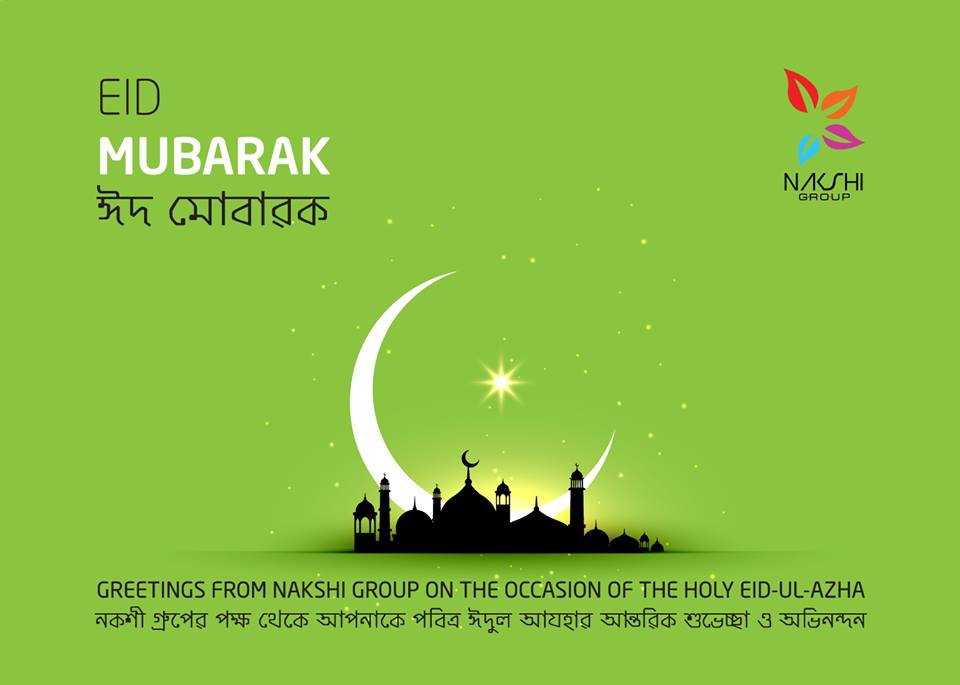 EID
MUBARAK
ঈদ মোবারক
NAKSHI
GROUP
GREETINGS FROM NAKSHI GROUP ON THE OCCASION OF THE HOLY EID-UL-AZHA
নকশী গ্রুপের পক্ষ থেকে আপনাকে পবিত্র ঈদুল আযহার আন্তরিক শুভেচ্ছা ও অভিনন্দন